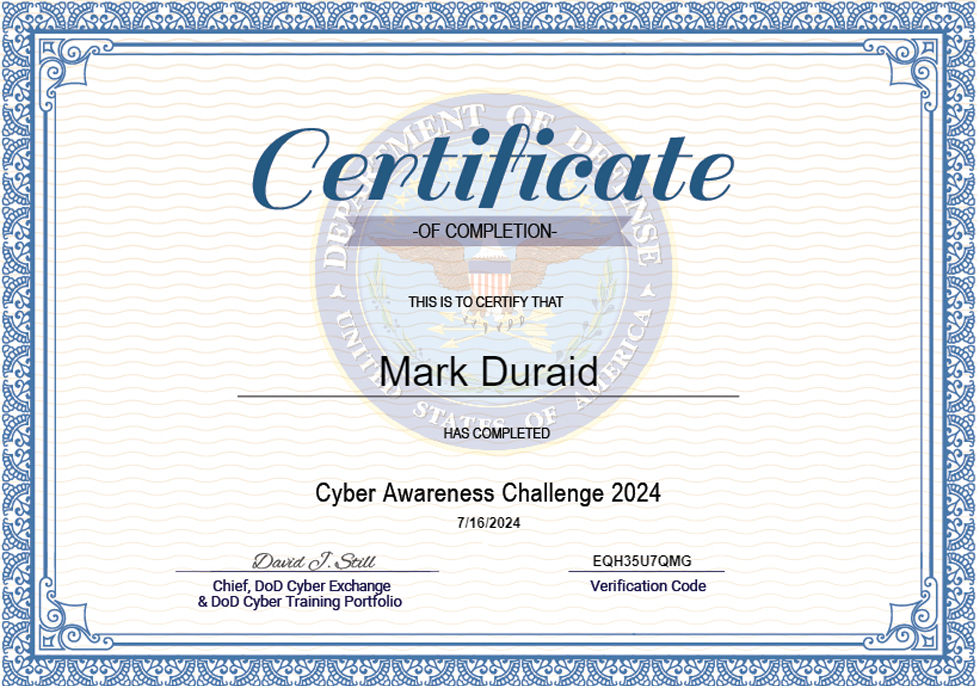 DEPARTMENT OF DEFENSE
UNITED STATES OF AMERICA
Certificate
-OF COMPLETION-
THIS IS TO CERTIFY THAT
Mark Duraid
HAS COMPLETED
Cyber Awareness Challenge 2024
7/16/2024
David J. Still
Chief, DoD Cyber Exchange
& DoD Cyber Training Portfolio
EQH35U7QMG
Verification Code